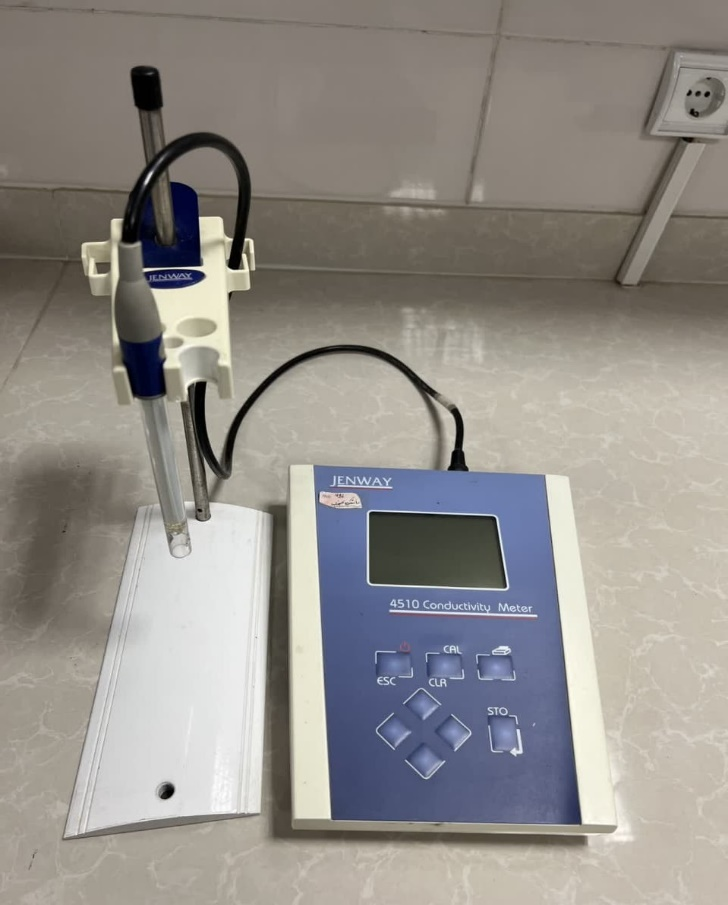 JENWAY
JENWAY
4510 Conductivity Meter
CAL
ESC
CLR
STO